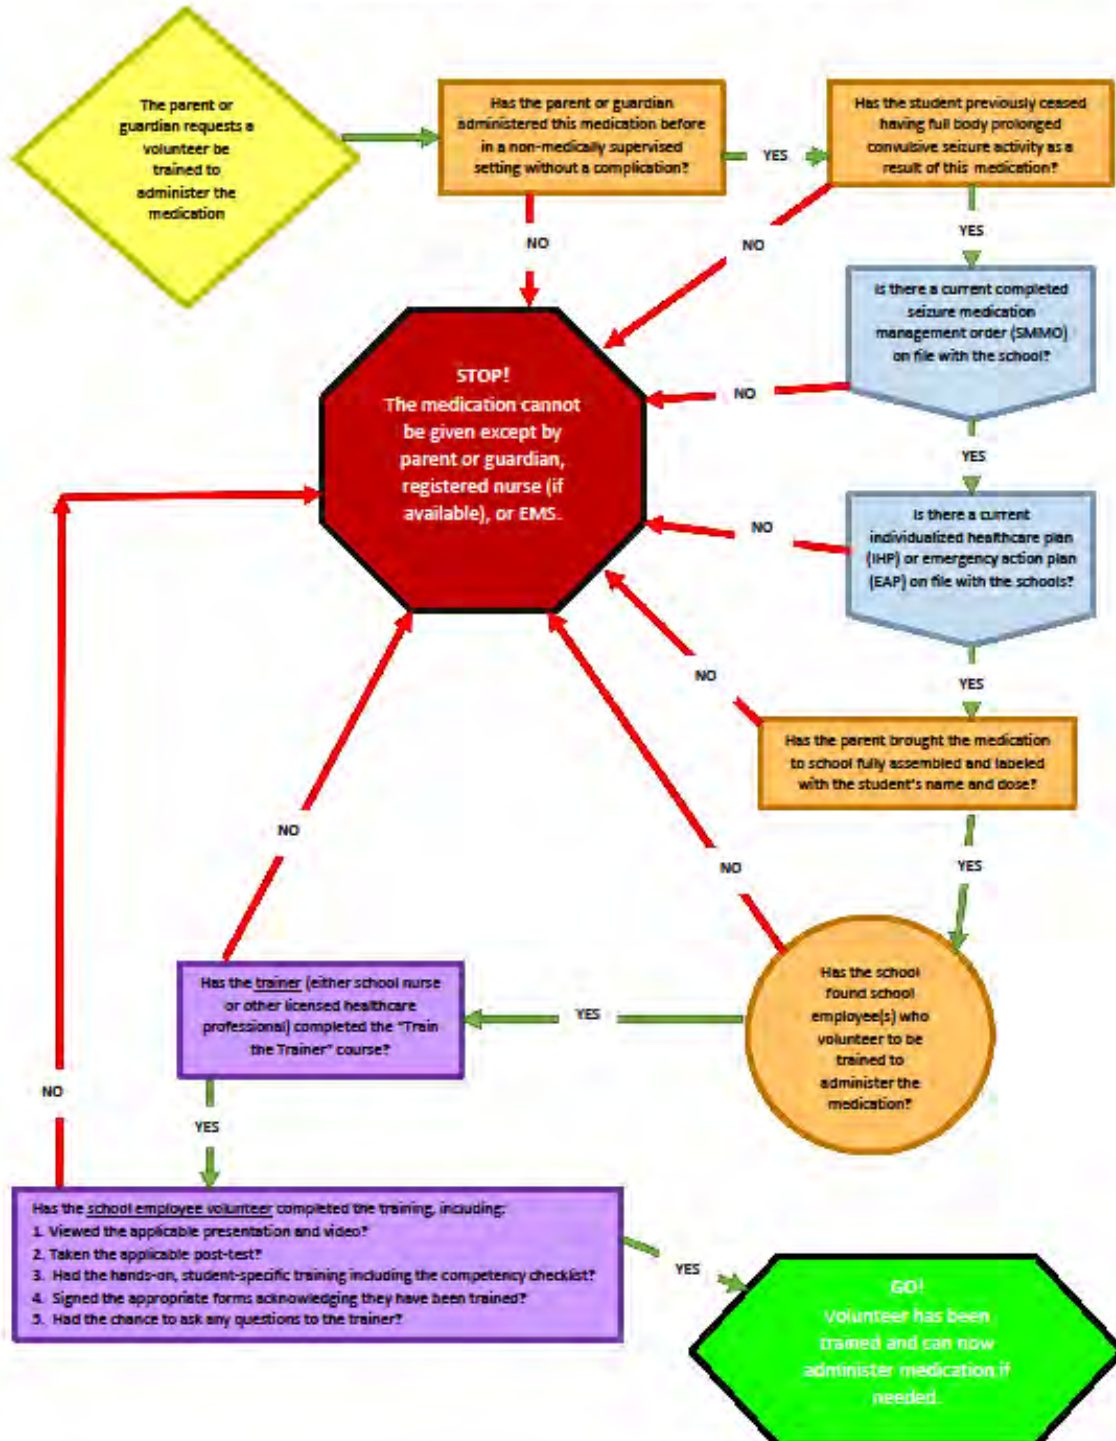 The parent or
guardian requests a
volunteer be
trained to
administer the
medication
Has the parent or guardian
administered this medication before
in a non-medically supervised
setting without a complication?
YES
Has the student previously ceased
having full body prolonged
convulsive seizure activity as a
result of this medication?
NO
NO
YES
Is there a current completed
seizure medication
management order (SMMO)
on file with the school?
STOP!
The medication cannot
be given except by
parent or guardian,
registered nurse (if
available), or EMS.
NO
YES
Is there a current
individualized healthcare plan
(IHP) or emergency action plan
(EAP) on file with the schools?
NO
YES
NO
Has the parent brought the medication
to school fully assembled and labeled
with the student's name and dose?
NO
NO
YES
Has the school
found school
employee(s) who
volunteer to be
trained to
administer the
medication?
YES
Has the trainer (either school nurse
or other licensed healthcare
professional) completed the "Train
the Trainer" course?
NO
YES
Has the school employee volunteer completed the training, including:
1. Viewed the applicable presentation and video?
2. Taken the applicable post-test?
3. Had the hands-on, student-specific training including the competency checklist?
4. Signed the appropriate forms acknowledging they have been trained?
5. Had the chance to ask any questions to the trainer?
YES
GO!
Volunteer has been
trained and can now
administer medication if
needed.